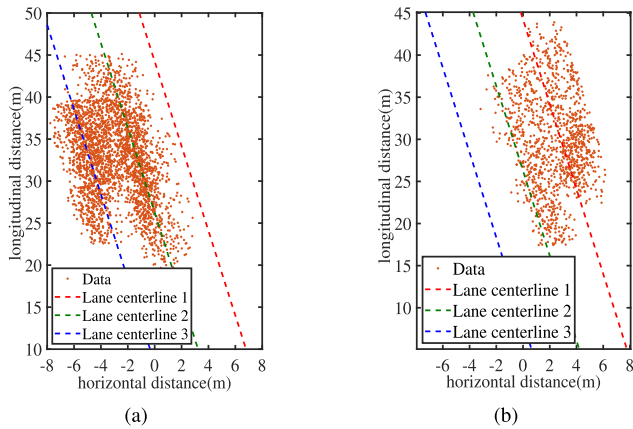 50
45
40
35
30
25
20
15
10
longitudinal distance(m)
Data
Lane centerline 1
Lane centerline 2
Lane centerline 3
-8 -6 -4 -2 0 2 4 6 8
horizontal distance(m)
(a)
45
40
35
30
25
20
15
10
longitudinal distance(m)
Data
Lane centerline 1
Lane centerline 2
Lane centerline 3
-6 -4 -2 0 2 4 6 8
horizontal distance(m)
(b)